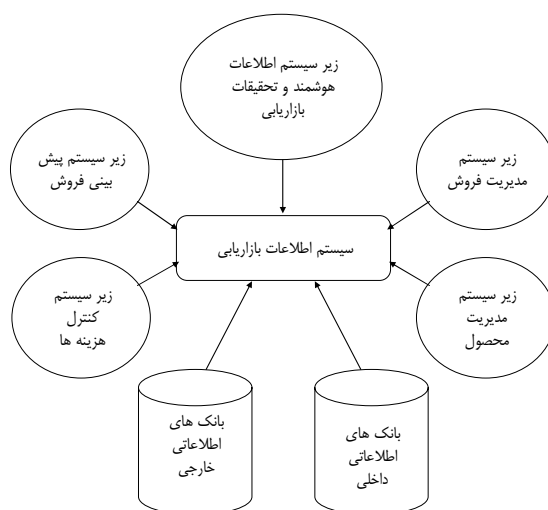 زیر سیستم اطلاعات
هوشمند و تحقیقات
بازاریابی
زیر سیستم
مدیریت فروش
زیر سیستم پیش
بینی فروش
سیستم اطلاعات بازاریابی
زیر سیستم
مدیریت
محصول
زیر سیستم
کنترل
هزینه ها
بانک های
اطلاعاتی
داخلی
بانک های
اطلاعاتی
خارجی